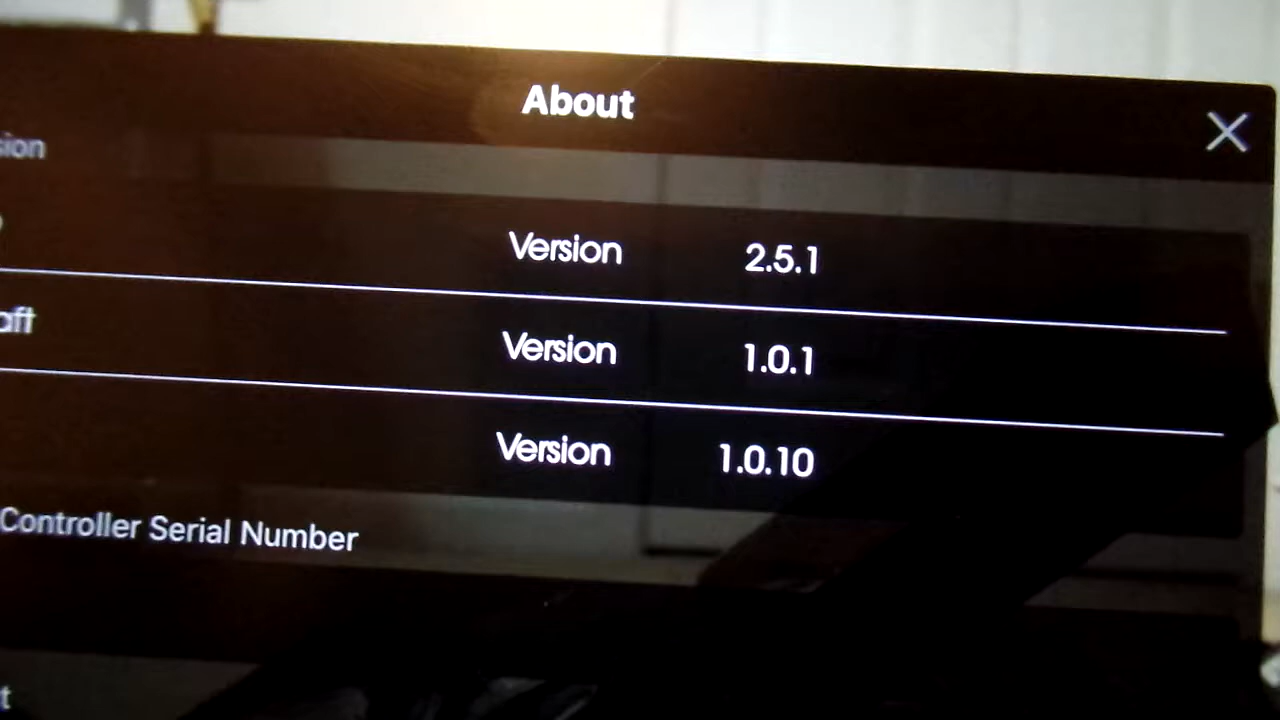 About
Version 2.5.1
Version 1.0.1
Version 1.0.10
Controller Serial Number